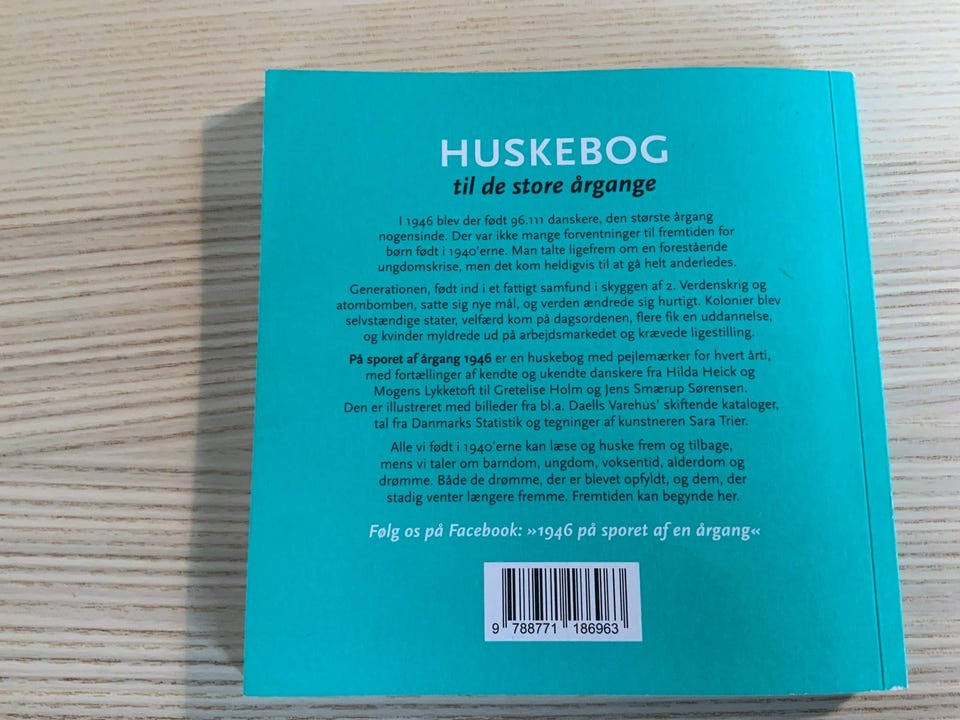 HUSKEBOG
til de store årgange
I 1946 blev der født 96.111 danskere, den største årgang
nogensinde. Der var ikke mange forventninger til fremtiden for
børn født i 1940'erne. Man talte ligefrem om en forestående
ungdomskrise, men det kom heldigvis til at gå helt anderledes.
Generationen, født ind i et fattigt samfund i skyggen af 2. Verdenskrig og
atombomben, satte sig nye mål, og verden ændrede sig hurtigt. Kolonier blev
selvstændige stater, velfærd kom på dagsordenen, flere fik en uddannelse,
og kvinder myldrede ud på arbejdsmarkedet og krævede ligestilling.
På sporet af årgang 1946 er en huskebog med pejlemærker for hvert årti,
med fortællinger af kendte og ukendte danskere fra Hilda Heick og
Mogens Lykketoft til Gretelise Holm og Jens Smærup Sørensen.
Den er illustreret med billeder fra bl.a. Daells Varehus' skiftende kataloger,
tal fra Danmarks Statistik og tegninger af kunstneren Sara Trier.
Alle vi født i 1940'erne kan læse og huske frem og tilbage,
mens vi taler om barndom, ungdom, voksentid, alderdom og
drømme. Både de drømme, der er blevet opfyldt, og dem, der
stadig venter længere fremme. Fremtiden kan begynde her.
Følg os på Facebook: »1946 på sporet af en årgang«
9 788771 186963